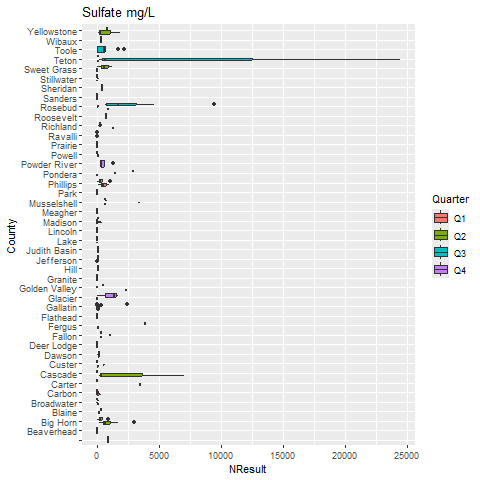 Sulfate mg/L
Yellowstone
Wibaux
Toole
Teton
Sweet Grass
Stillwater
Sheridan
Sanders
Rosebud
Roosevelt
Richland
Ravalli
Prairie
Powell
Powder River
Pondera
Phillips
Park
Musselshell
Meagher
Madison
Lincoln
Lake
Judith Basin
Jefferson
Hill
Granite
Golden Valley
Glacier
Gallatin
Flathead
Fergus
Fallon
Deer Lodge
Dawson
Custer
Cascade
Carter
Carbon
Broadwater
Blaine
Big Horn
Beaverhead
County
0 5000 10000 15000 20000 25000
NResult
Quarter
Q1
Q2
Q3
Q4